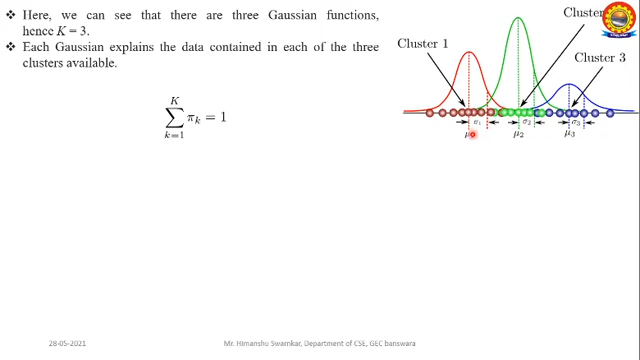 ❖ Here, we can see that there are three Gaussian functions,
hence K = 3.
❖ Each Gaussian explains the data contained in each of the three
clusters available.
K
∑ πk = 1
k=1
Cluster
Cluster 1
Cluster 3
σ1
σ2
σ3
μ
μ2
μ3
28-05-2021
Mr. Himanshu Swarnkar, Department of CSE, GEC banswara